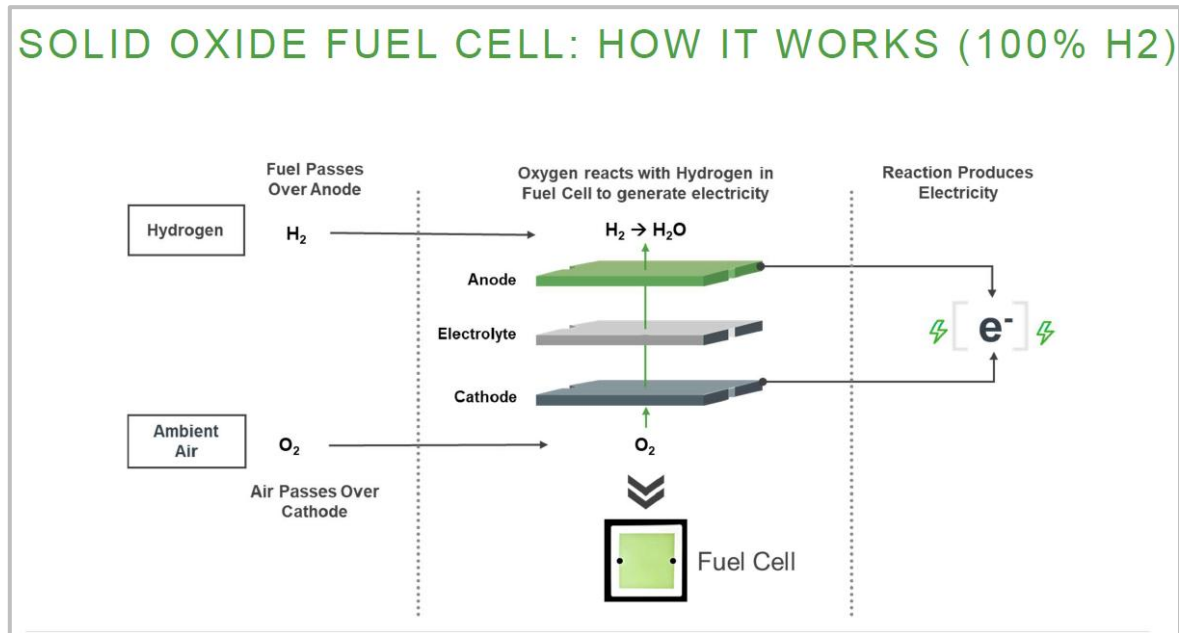 SOLID OXIDE FUEL CELL: HOW IT WORKS (100% H2)
Fuel Passes
Over Anode
Oxygen reacts with Hydrogen in
Fuel Cell to generate electricity
Reaction Produces
Electricity
Hydrogen
H₂
H₂ → H₂O
Anode
Electrolyte
e⁻
Cathode
Ambient
Air
O₂
O₂
Air Passes Over
Cathode
Fuel Cell